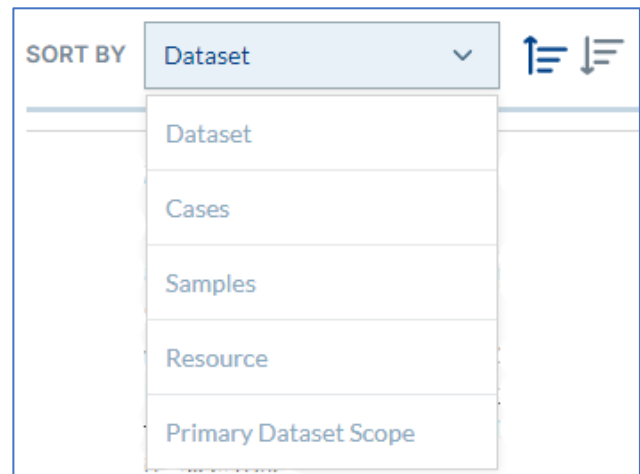 SORT BY Dataset
Dataset
Cases
Samples
Resource
Primary Dataset Scope